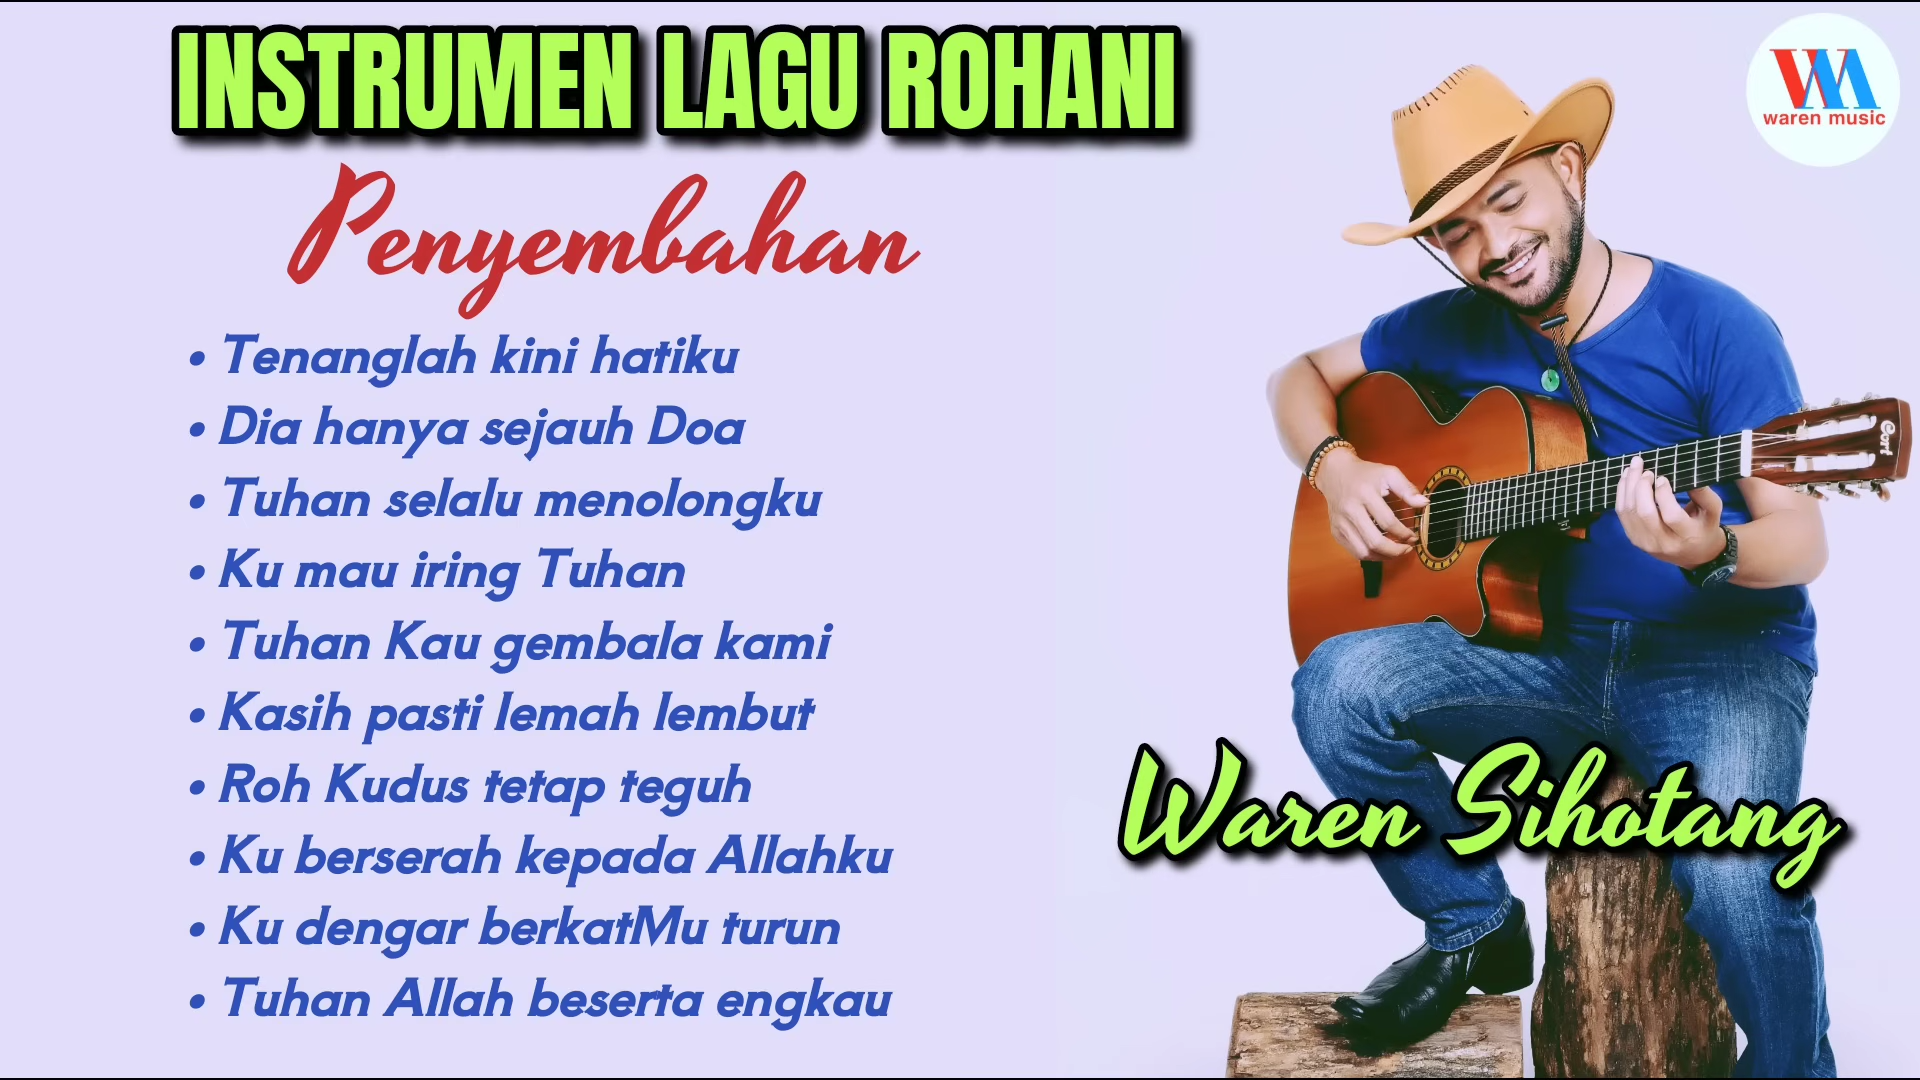 INSTRUMEN LAGU ROHANI
Penyembahan
• Tenanglah kini hatiku
• Dia hanya sejauh Doa
• Tuhan selalu menolongku
• Ku mau iring Tuhan
• Tuhan Kau gembala kami
• Kasih pasti lemah lembut
• Roh Kudus tetap teguh
• Ku berserah kepada Allahku
• Ku dengar berkatMu turun
• Tuhan Allah beserta engkau
WM
waren music
Cort
Waren Sihotang